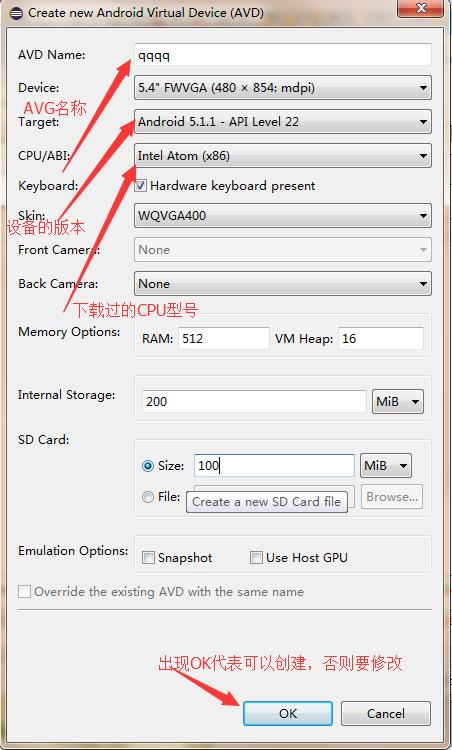 Create new Android Virtual Device (AVD)
AVD Name: qqqq
Device: 5.4" FWVGA (480 × 854: mdpi)
AVG名称
Target: Android 5.1.1 - API Level 22
CPU/ABI: Intel Atom (x86)
Keyboard: Hardware keyboard present
Skin: WQVGA400
设备的版本
Front Camera: None
Back Camera: None
下载过的CPU型号
Memory Options: RAM: 512 VM Heap: 16
Internal Storage: 200 MiB
SD Card:
Size: 100 MiB
File: Browse...
Create a new SD Card file
Emulation Options: Snapshot Use Host GPU
Override the existing AVD with the same name
出现OK代表可以创建，否则要修改
OK Cancel